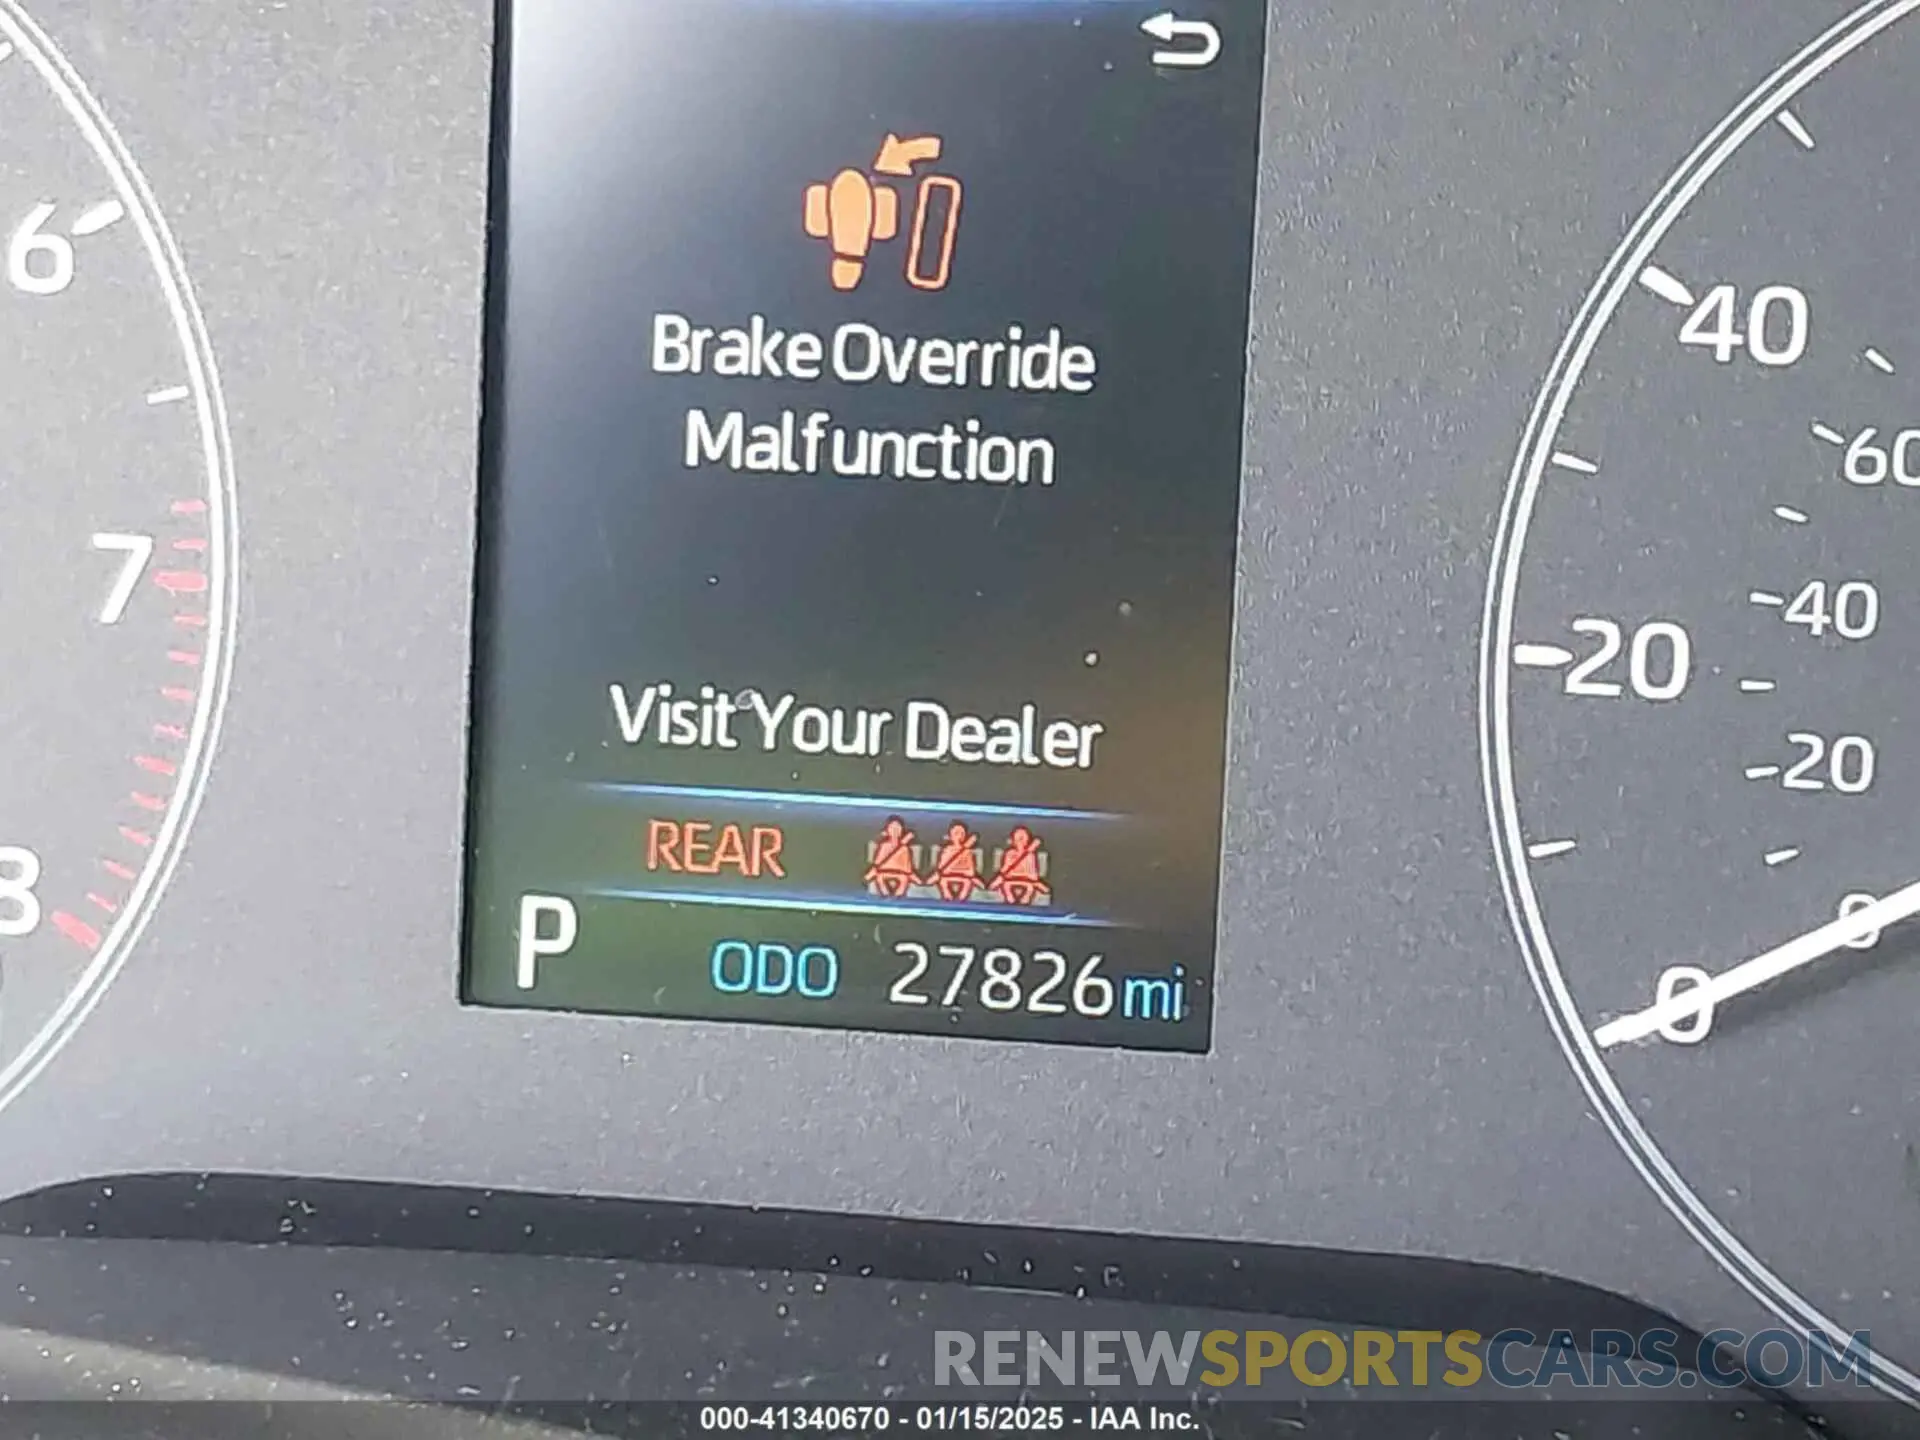 6
7
8
Brake Override
Malfunction
Visit Your Dealer
REAR
P ODO 27826 mi
40
60
40
20
20
0
0
RENEWSPORTSCARS.COM
000-41340670 - 01/15/2025 - IAA Inc.